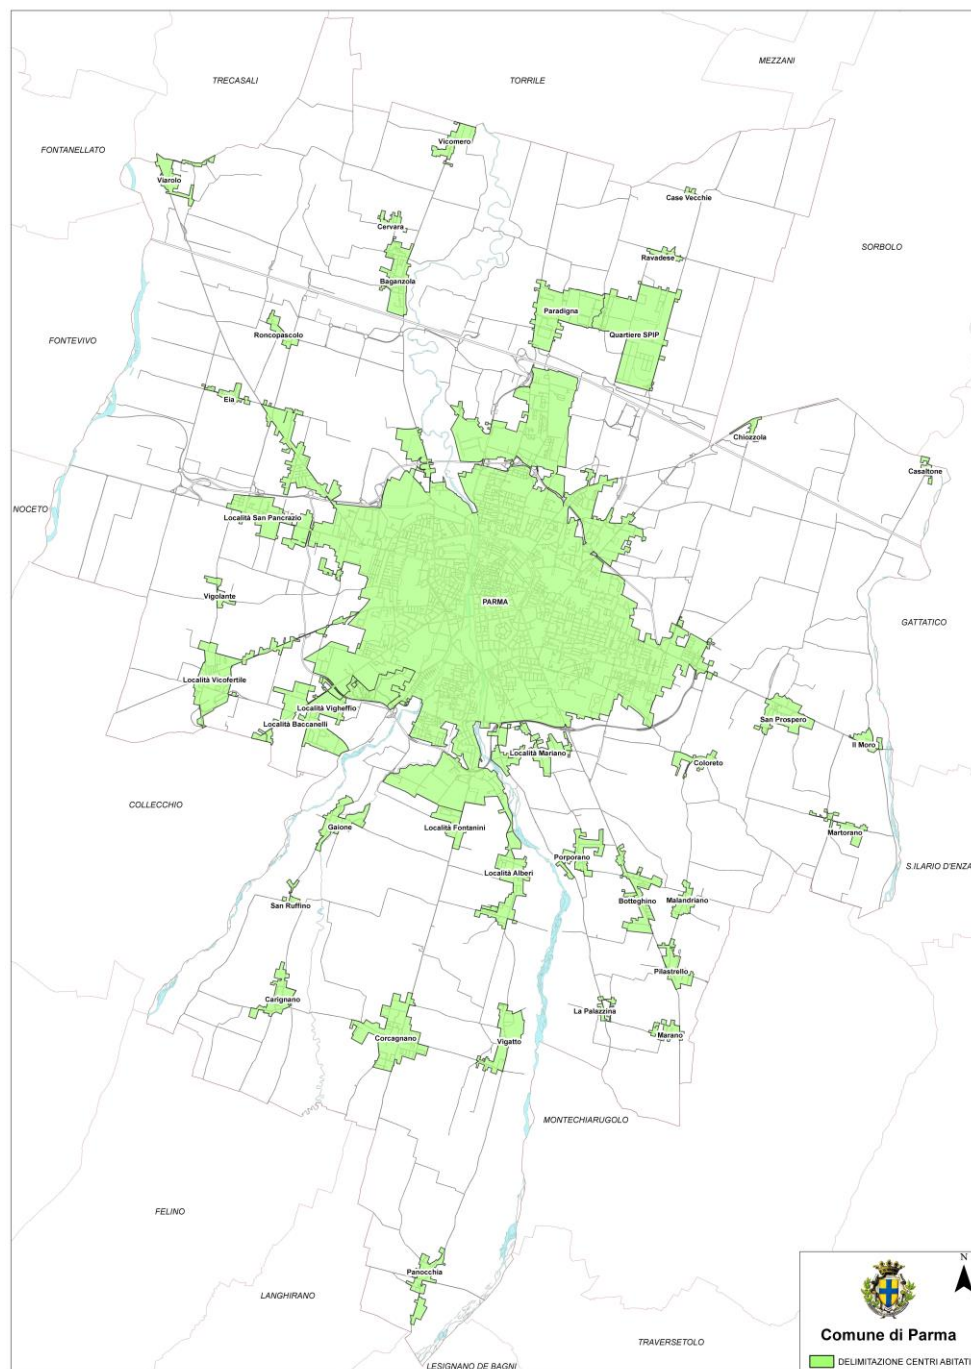 MEZZANI
TRECASALI
TORRILE
Vicomero
FONTANELLATO
Viarolo
Case Vecchie
Cervara
SORBOLO
Ravadese
Baganzola
Paradigna
Roncopascolo
Quartiere SPIP
FONTEVIVO
Eia
Chiozzola
Casaltone
NOCETO
Località San Pancrazio
Vigolante
PARMA
GATTATICO
Località Vicofertile
Località Vigheffio
San Prospero
Località Baccanelli
Il Moro
Località Mariano
Coloreto
COLLECCHIO
Gaione
Località Fontanini
Martorano
Porporano
S.ILARIO D'ENZA
Località Alberi
San Ruffino
Botteghino
Malandriano
Pilastrello
Carignano
La Palazzina
Corcagnano
Vigatto
Marano
MONTECHIARUGOLO
FELINO
N
Panocchia
LANGHIRANO
Comune di Parma
TRAVERSETOLO
DELIMITAZIONE CENTRI ABITATI
LESIGNANO DE BAGNI